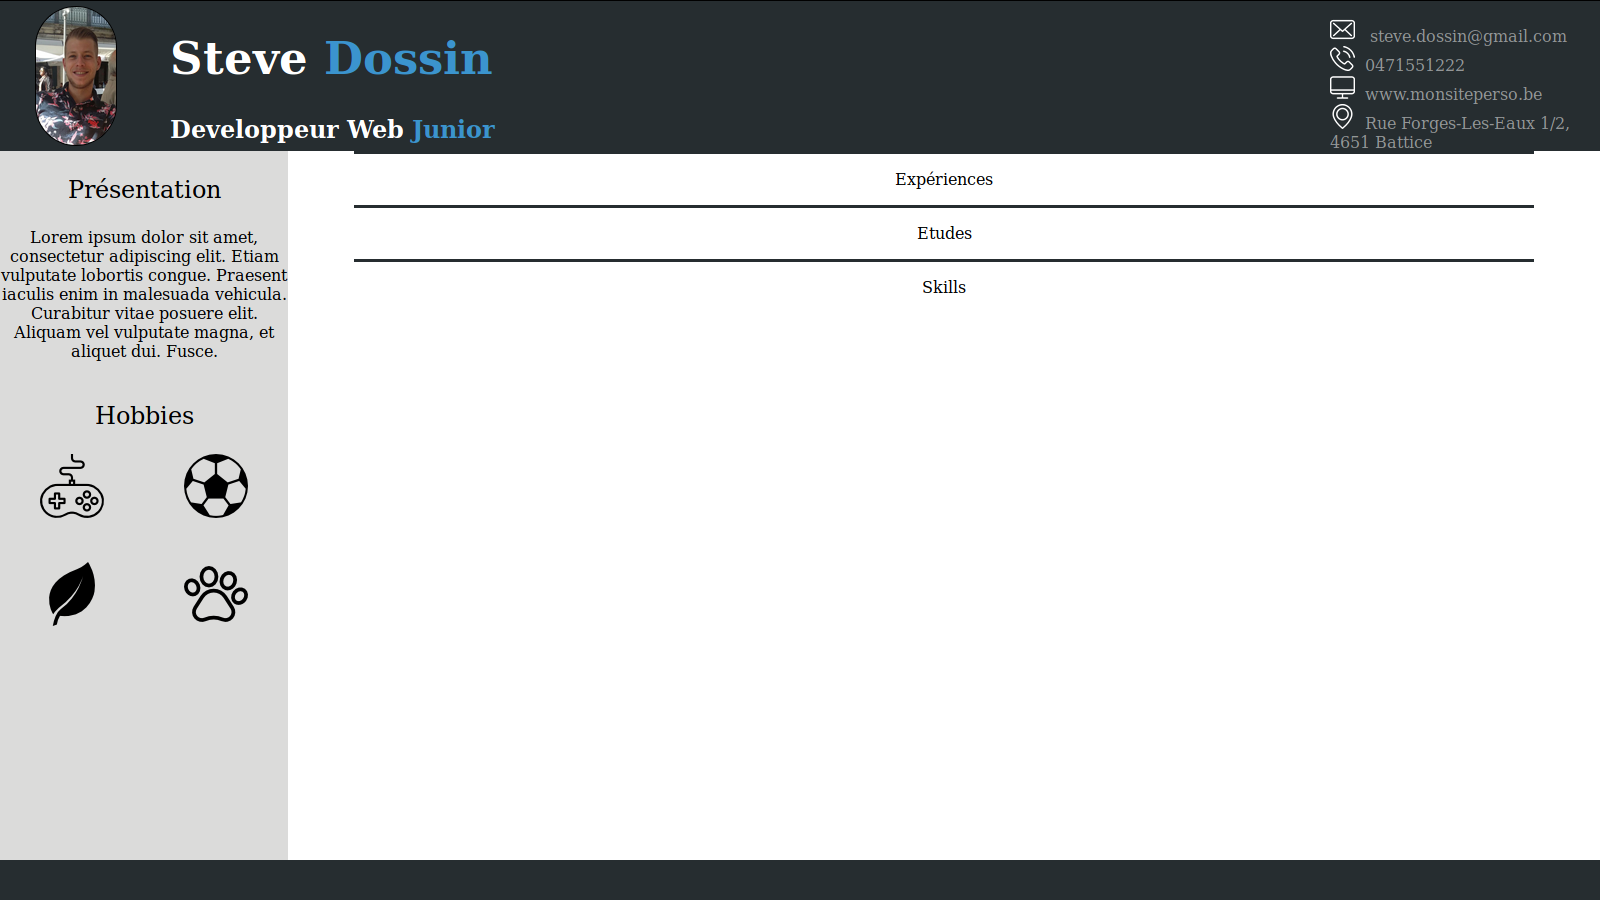 Steve Dossin
Developpeur Web Junior
steve.dossin@gmail.com
0471551222
www.monsiteperso.be
Rue Forges-Les-Eaux 1/2,
4651 Battice
Présentation
Lorem ipsum dolor sit amet,
consectetur adipiscing elit. Etiam
vulputate lobortis congue. Praesent
iaculis enim in malesuada vehicula.
Curabitur vitae posuere elit.
Aliquam vel vulputate magna, et
aliquet dui. Fusce.
Hobbies
Expériences
Etudes
Skills